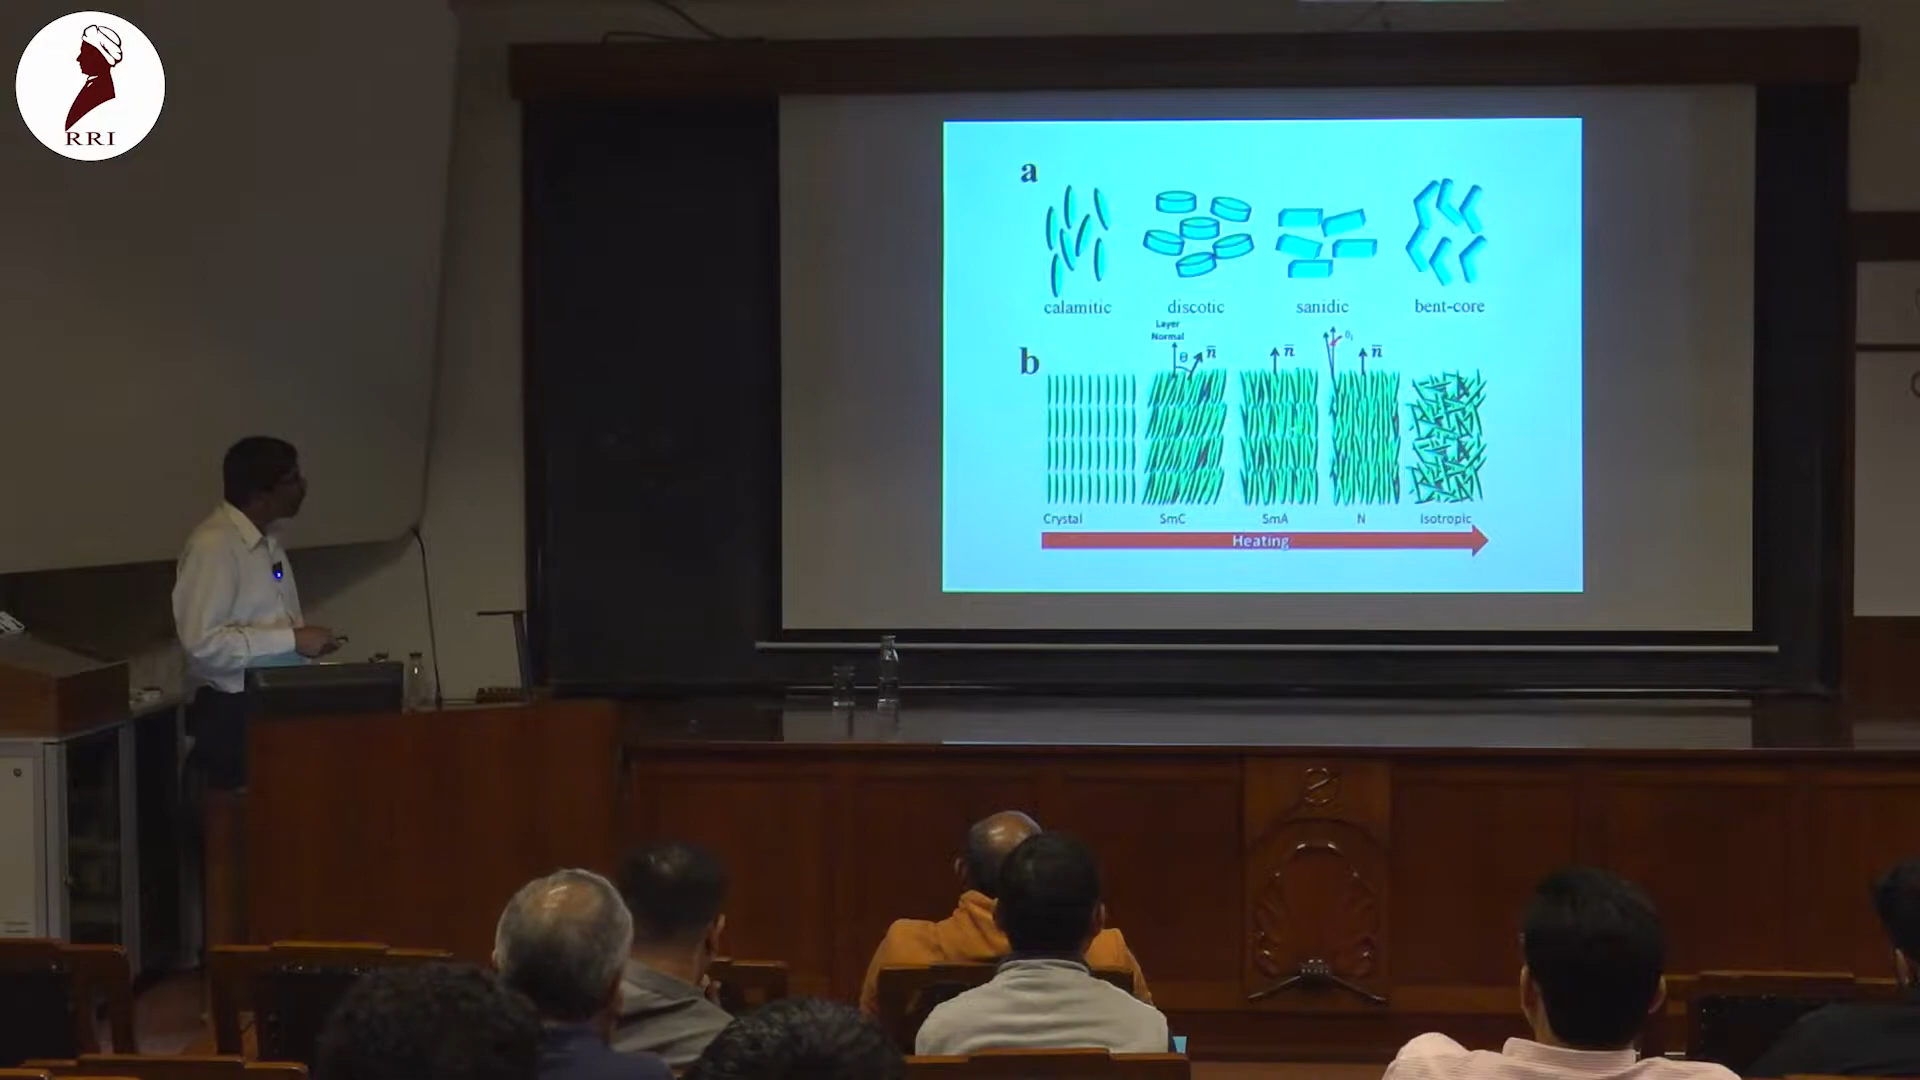 RRI
a
calamitic discotic sanidic bent-core
Layer
Normal
b
θ n̄ n̄ n̄
Crystal SmC SmA N Isotropic
Heating